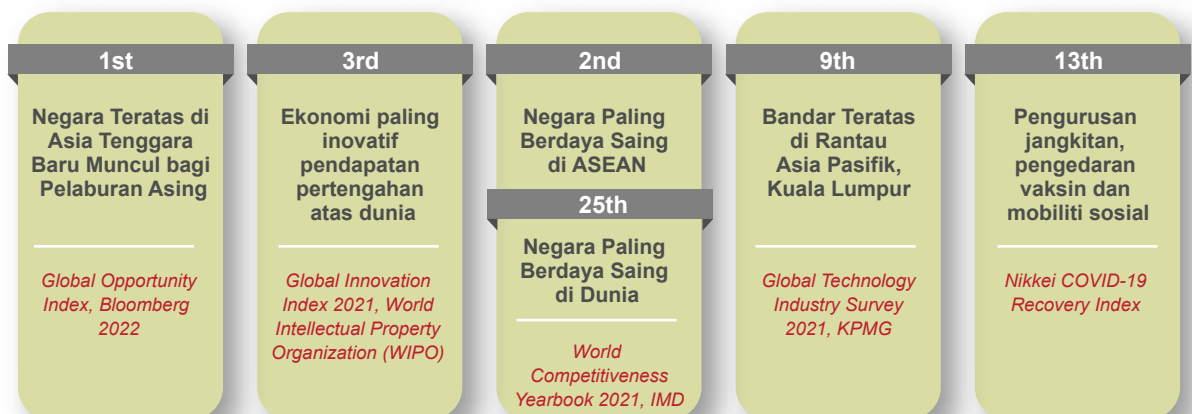 1st
Negara Teratas di
Asia Tenggara
Baru Muncul bagi
Pelaburan Asing
Global Opportunity
Index, Bloomberg
2022
3rd
Ekonomi paling
inovatif
pendapatan
pertengahan
atas dunia
Global Innovation
Index 2021, World
Intellectual Property
Organization (WIPO)
2nd
Negara Paling
Berdaya Saing
di ASEAN
25th
Negara Paling
Berdaya Saing
di Dunia
World
Competitiveness
Yearbook 2021, IMD
9th
Bandar Teratas
di Rantau
Asia Pasifik,
Kuala Lumpur
Global Technology
Industry Survey
2021, KPMG
13th
Pengurusan
jangkitan,
pengedaran
vaksin dan
mobiliti sosial
Nikkei COVID-19
Recovery Index